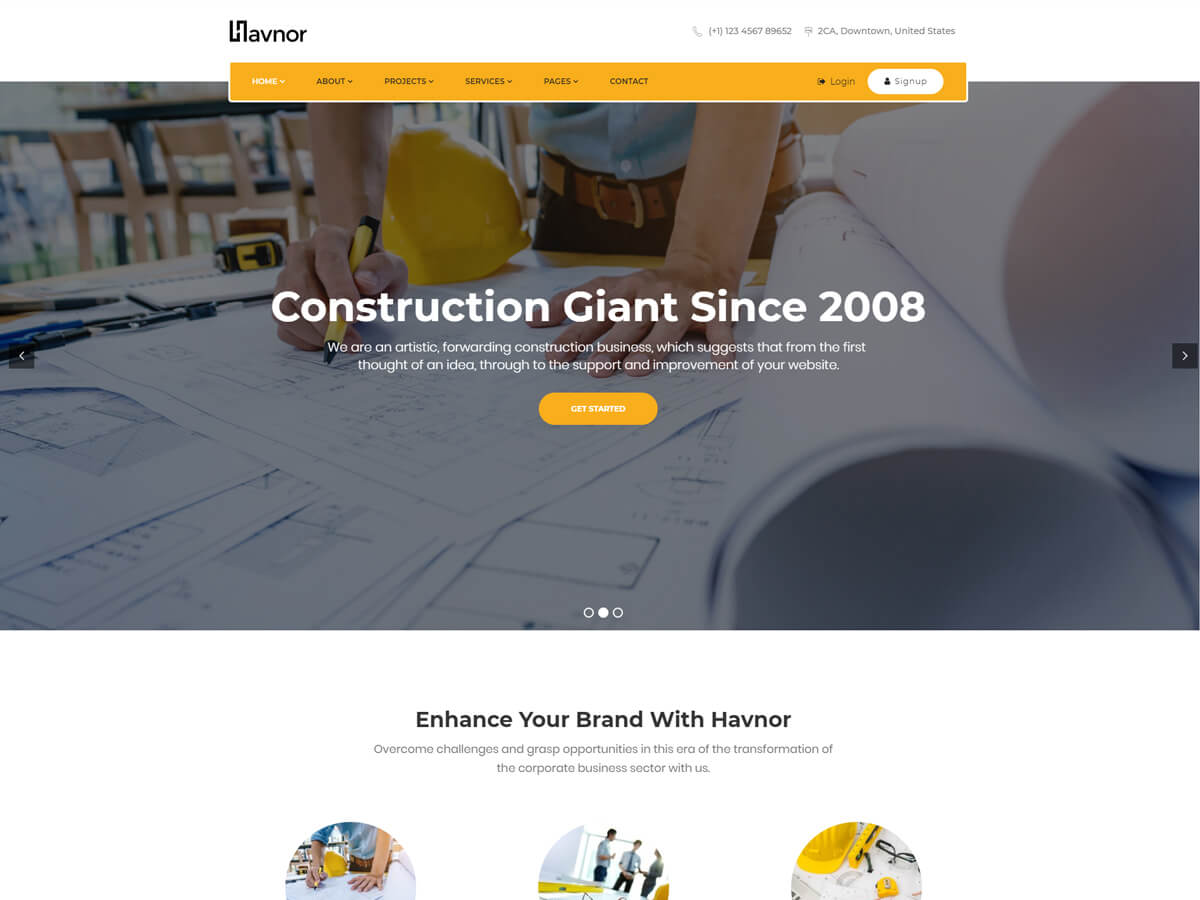 Havnor
(+1) 123 4567 89652 2CA, Downtown, United States
HOME ABOUT PROJECTS SERVICES PAGES CONTACT Login Signup
Construction Giant Since 2008
We are an artistic, forwarding construction business, which suggests that from the first
thought of an idea, through to the support and improvement of your website.
GET STARTED
Enhance Your Brand With Havnor
Overcome challenges and grasp opportunities in this era of the transformation of
the corporate business sector with us.